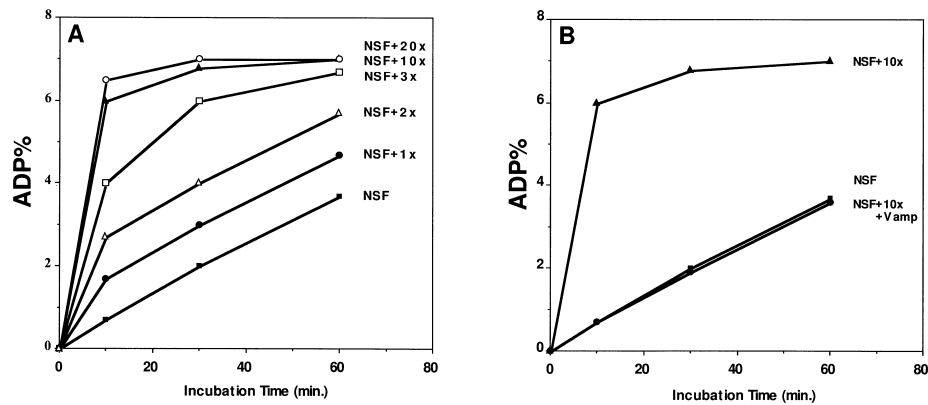 A
8
6
4
2
0
0
20
40
60
80
ADP%
Incubation Time (min.)
NSF+20x
NSF+10x
NSF+3x
NSF+2x
NSF+1x
NSF
B
8
6
4
2
0
0
20
40
60
80
ADP%
Incubation Time (min.)
NSF+10x
NSF
NSF+10x
+Vamp